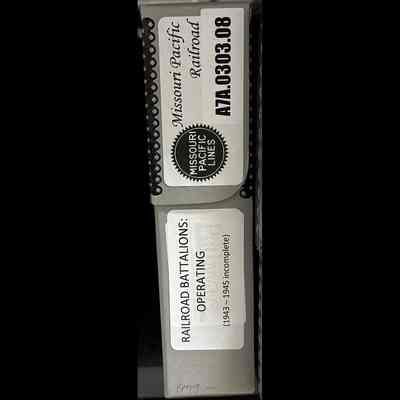 Missouri Pacific
Railroad
A7A.0303.08
MISSOURI
PACIFIC
LINES
RAILROAD BATTALIONS:
OPERATING
(1943 – 1945 incomplete)